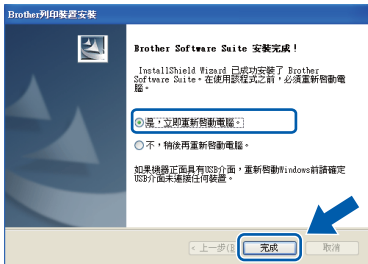 Brother列印裝置安裝
Brother Software Suite 安裝完成！
InstallShield Wizard 已成功安裝了 Brother
Software Suite。在使用該程式之前，必須重新啟動電
腦。
是，立即重新啟動電腦。
不，稍後再重新啟動電腦。
如果機器正面具有USB介面，重新啟動Windows前請確定
USB介面未連接任何裝置。
< 上一步(B
完成
取消